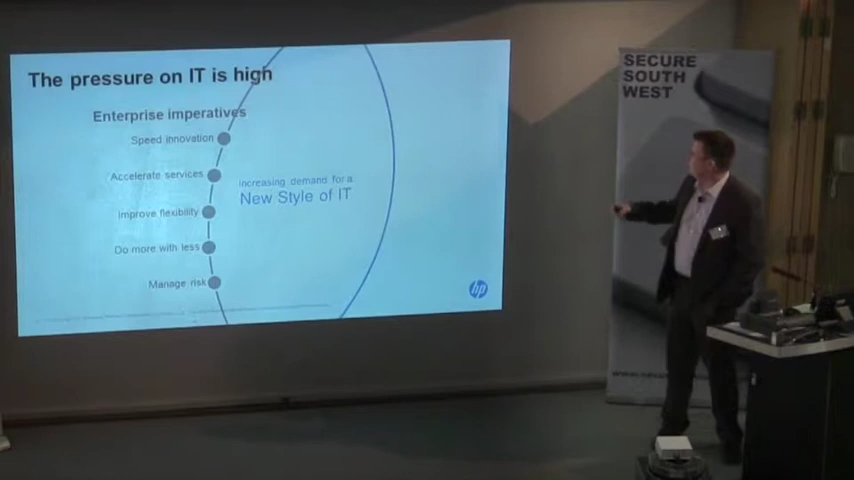 The pressure on IT is high
Enterprise imperatives
Speed innovation
Accelerate services
Improve flexibility
Do more with less
Manage risk
Increasing demand for a
New Style of IT
hp
SECURE
SOUTH
WEST